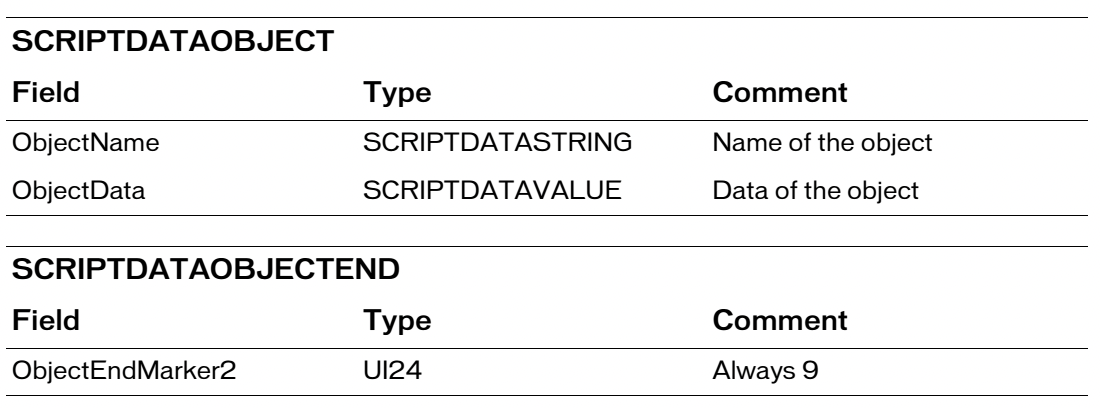 SCRIPTDATAOBJECT
Field Type Comment
ObjectName SCRIPTDATASTRING Name of the object
ObjectData SCRIPTDATAVALUE Data of the object
SCRIPTDATAOBJECTEND
Field Type Comment
ObjectEndMarker2 UI24 Always 9